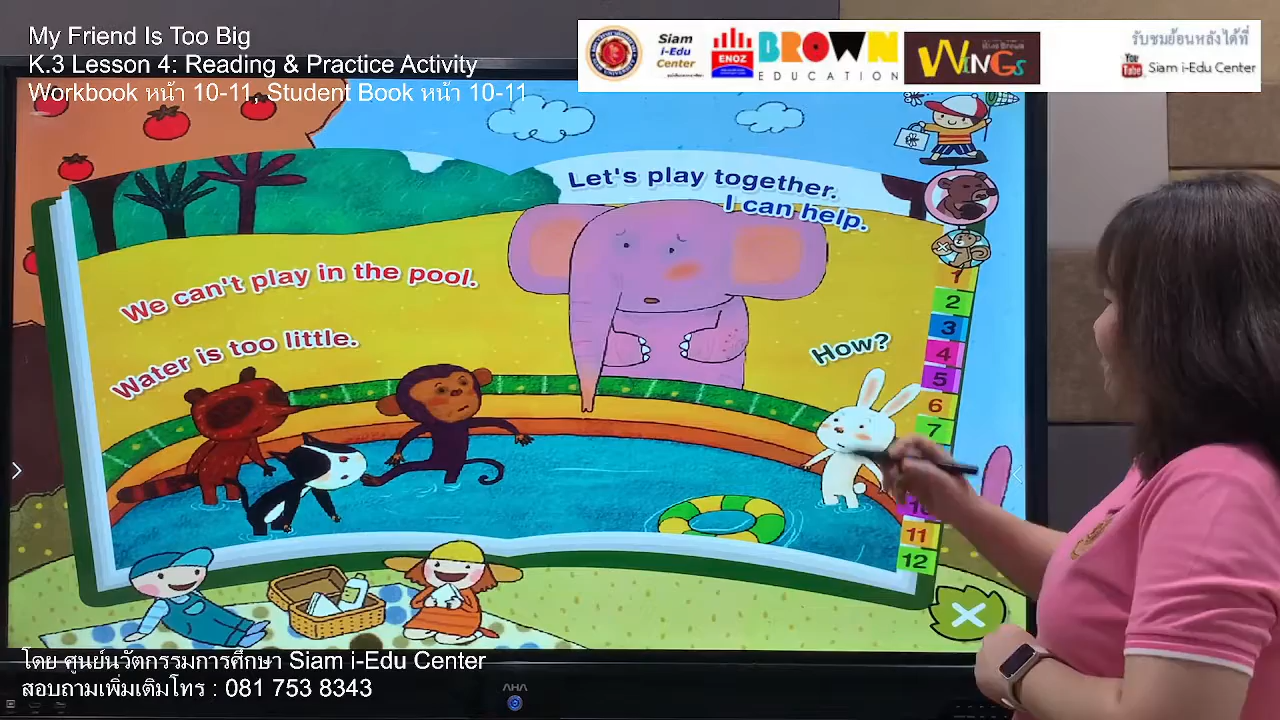 My Friend Is Too Big
K.3 Lesson 4: Reading & Practice Activity
Workbook หน้า 10-11, Student Book หน้า 10-11
Siam
i-Edu
Center
ENOZ
BROWN
EDUCATION
WiNGs
รับชมย้อนหลังได้ที่
You
Tube
Siam i-Edu Center
Let's play together.
I can help.
We can't play in the pool.
Water is too little.
How?
1
2
3
4
5
6
7
10
11
12
โดย ศูนย์นวัตกรรมการศึกษา Siam i-Edu Center
สอบถามเพิ่มเติมโทร : 081 753 8343
AHA